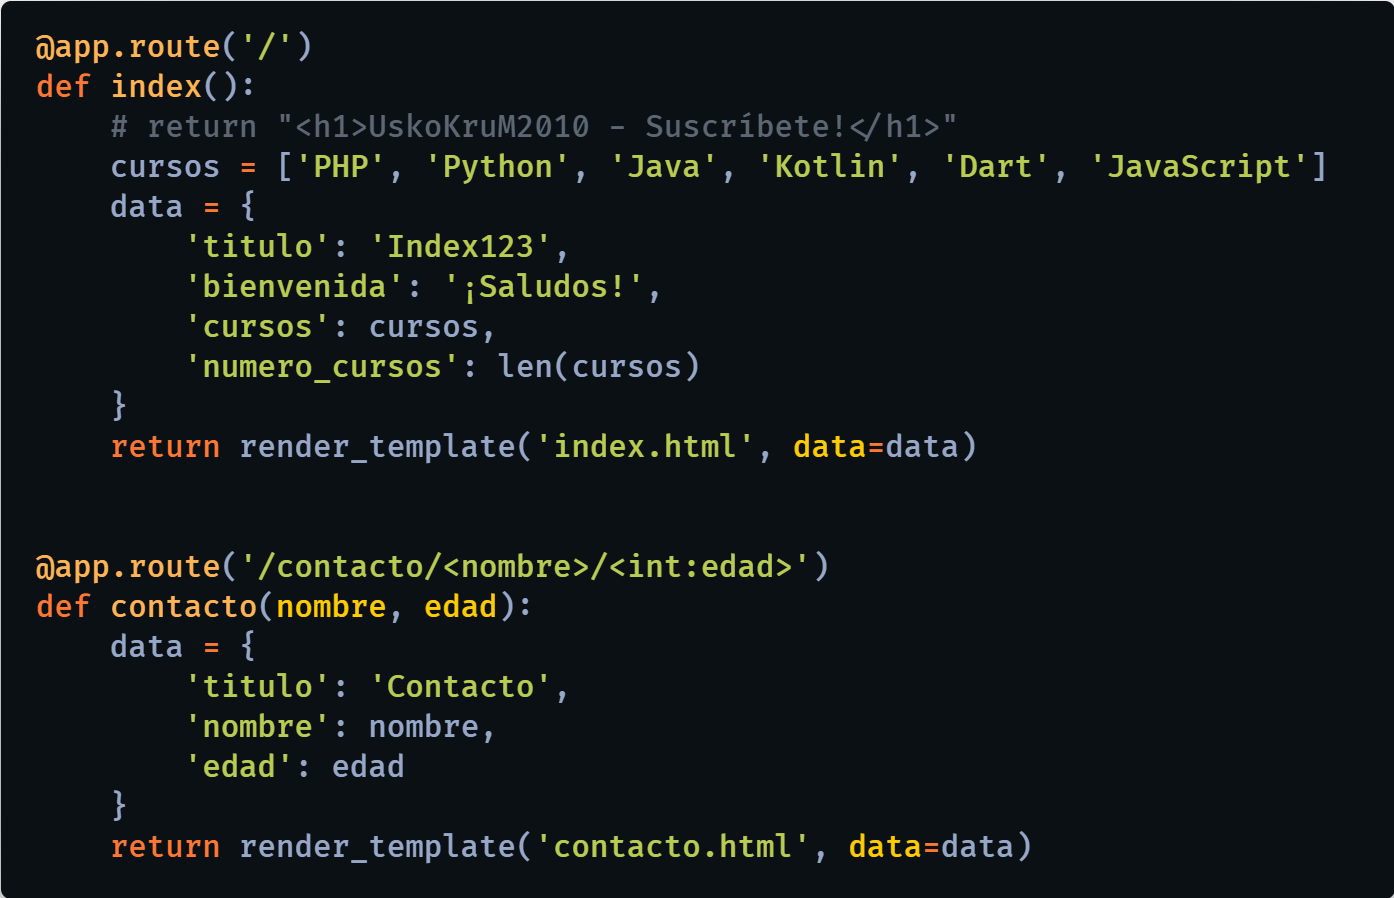 @app.route('/')
def index():
    # return "<h1>UskoKruM2010 - Suscríbete!</h1>"
    cursos = ['PHP', 'Python', 'Java', 'Kotlin', 'Dart', 'JavaScript']
    data = {
        'titulo': 'Index123',
        'bienvenida': '¡Saludos!',
        'cursos': cursos,
        'numero_cursos': len(cursos)
    }
    return render_template('index.html', data=data)
@app.route('/contacto/<nombre>/<int:edad>')
def contacto(nombre, edad):
    data = {
        'titulo': 'Contacto',
        'nombre': nombre,
        'edad': edad
    }
    return render_template('contacto.html', data=data)